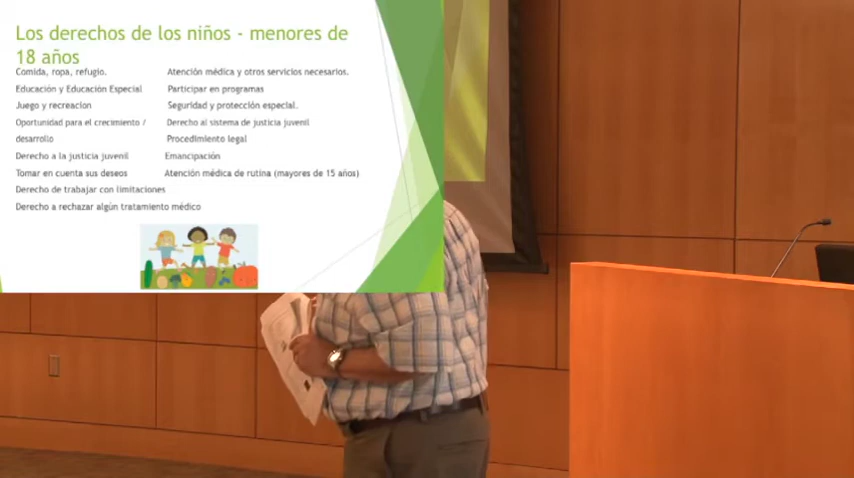 Los derechos de los niños - menores de
18 años
Comida, ropa, refugio.
Educación y Educación Especial
Juego y recreacion
Oportunidad para el crecimiento /
desarrollo
Derecho a la justicia juvenil
Tomar en cuenta sus deseos
Derecho de trabajar con limitaciones
Derecho a rechazar algún tratamiento médico
Atención médica y otros servicios necesarios.
Participar en programas
Seguridad y protección especial.
Derecho al sistema de justicia juvenil
Procedimiento legal
Emancipación
Atención médica de rutina (mayores de 15 años)